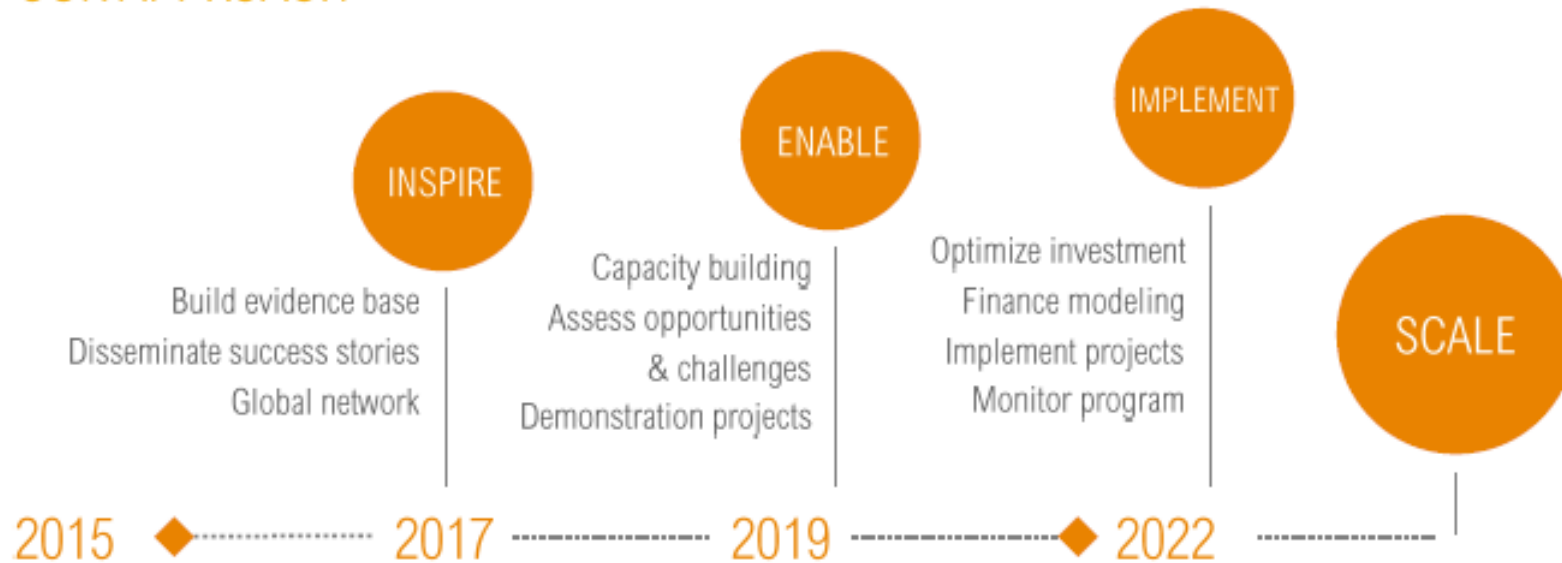 INSPIRE
Build evidence base
Disseminate success stories
Global network
ENABLE
Capacity building
Assess opportunities
& challenges
Demonstration projects
IMPLEMENT
Optimize investment
Finance modeling
Implement projects
Monitor program
SCALE
2015 2017 2019 2022